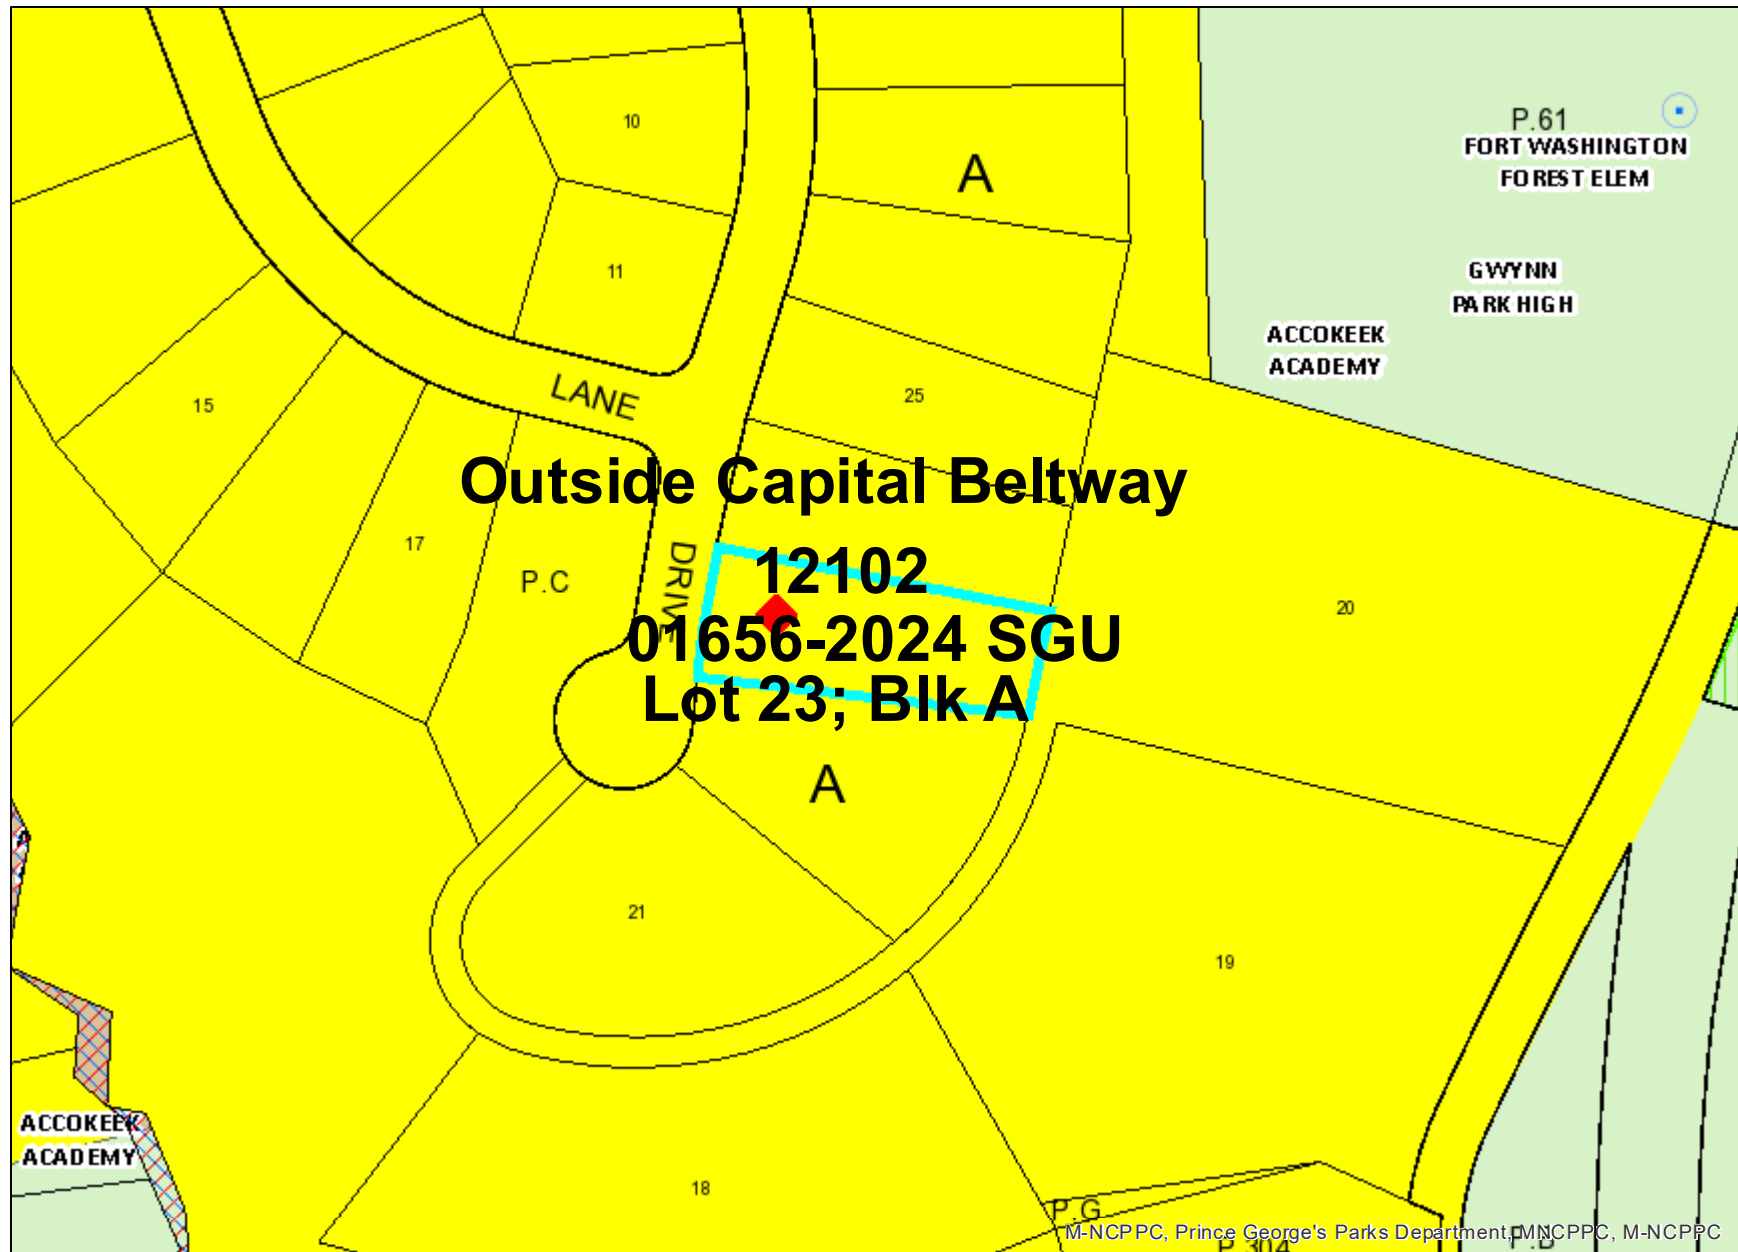 10
A
P.61
FORT WASHINGTON
FOREST ELEM
11
GWYNN
PARK HIGH
ACCOKEEK
ACADEMY
LANE
15
25
Outside Capital Beltway
17
DRIVE
P.C
12102
20
01656-2024 SGU
Lot 23; Blk A
A
21
19
ACCOKEEK
ACADEMY
18
P.G
M-NCPPC, Prince George's Parks Department, MNCPPC, M-NCPPC
P.304